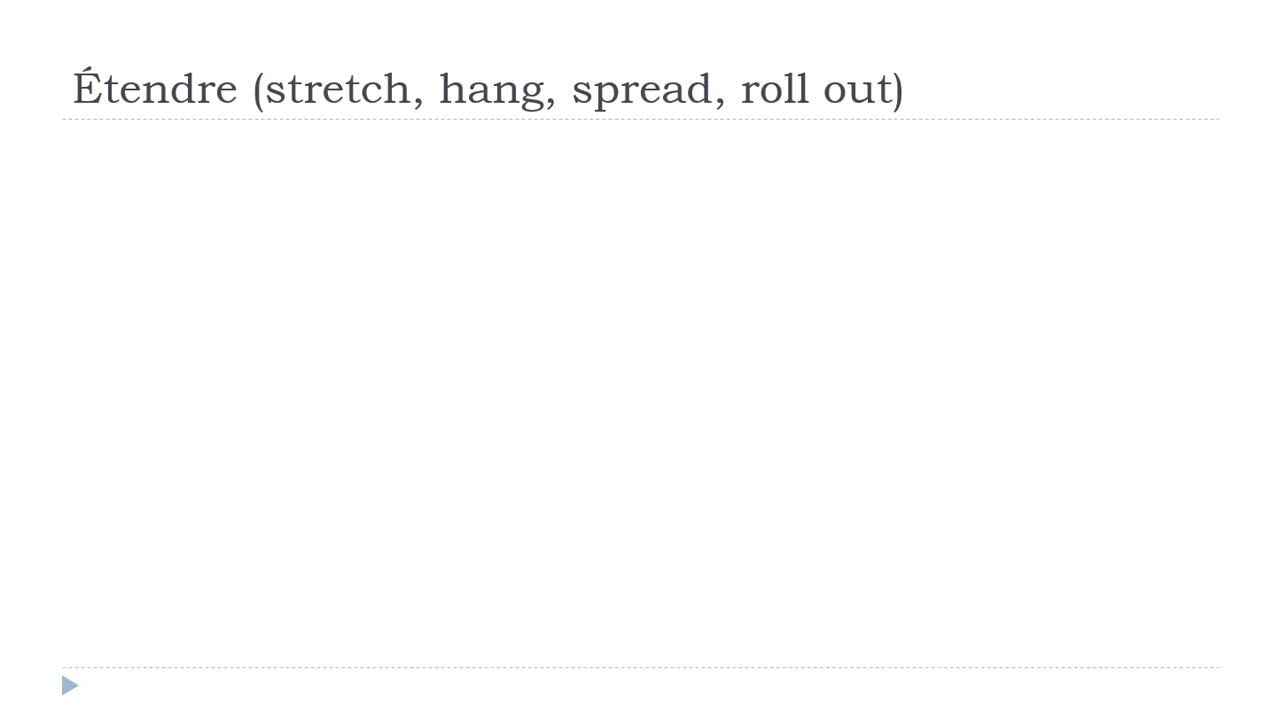 Étendre (stretch, hang, spread, roll out)